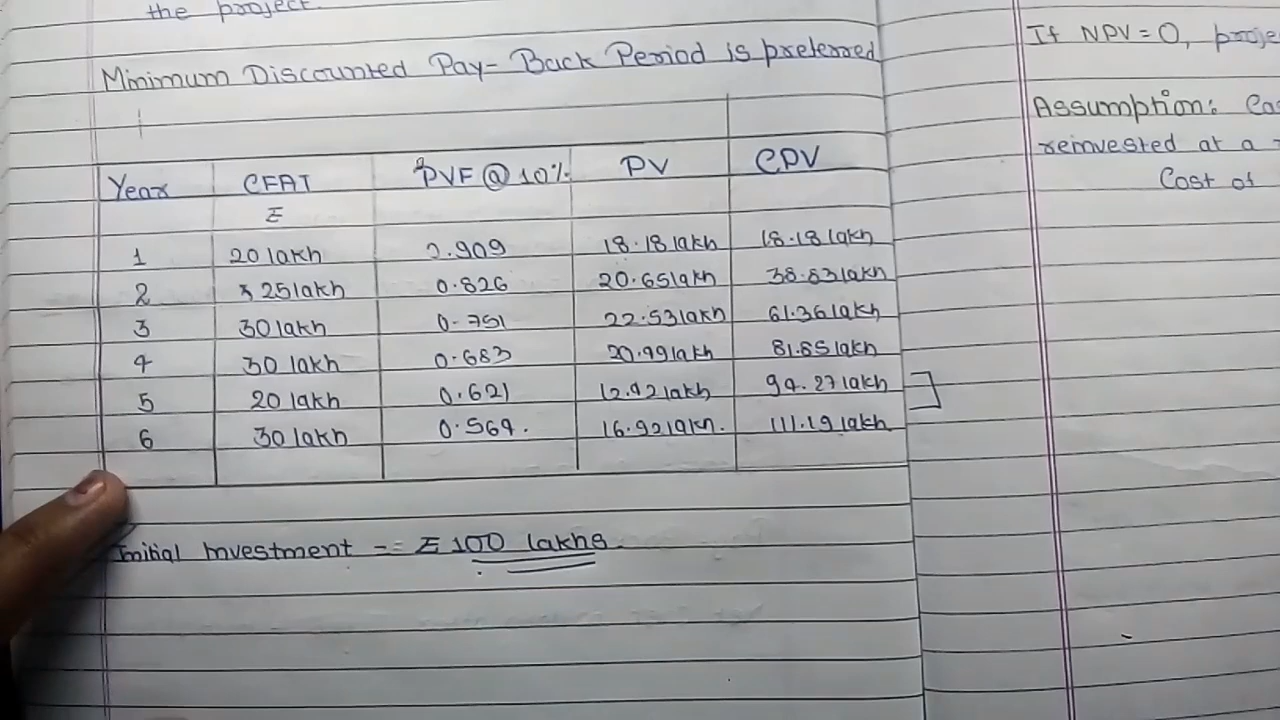 the project.
Minimum Discounted Pay-Back Period is preferred
Year CFAT PVF @ 10% PV CPV
₹
1 20 lakh 0.909 18.18 lakh 18.18 lakh
2 25 lakh 0.826 20.65 lakh 38.83 lakh
3 30 lakh 0.751 22.53 lakh 61.36 lakh
4 30 lakh 0.683 20.49 lakh 81.85 lakh
5 20 lakh 0.621 12.42 lakh 94.27 lakh
6 30 lakh 0.564. 16.92 lakh. 111.19 lakh
Initial Investment = ₹ 100 lakhs.
If NPV = 0, proje
Assumption: Ca
reinvested at a
Cost of